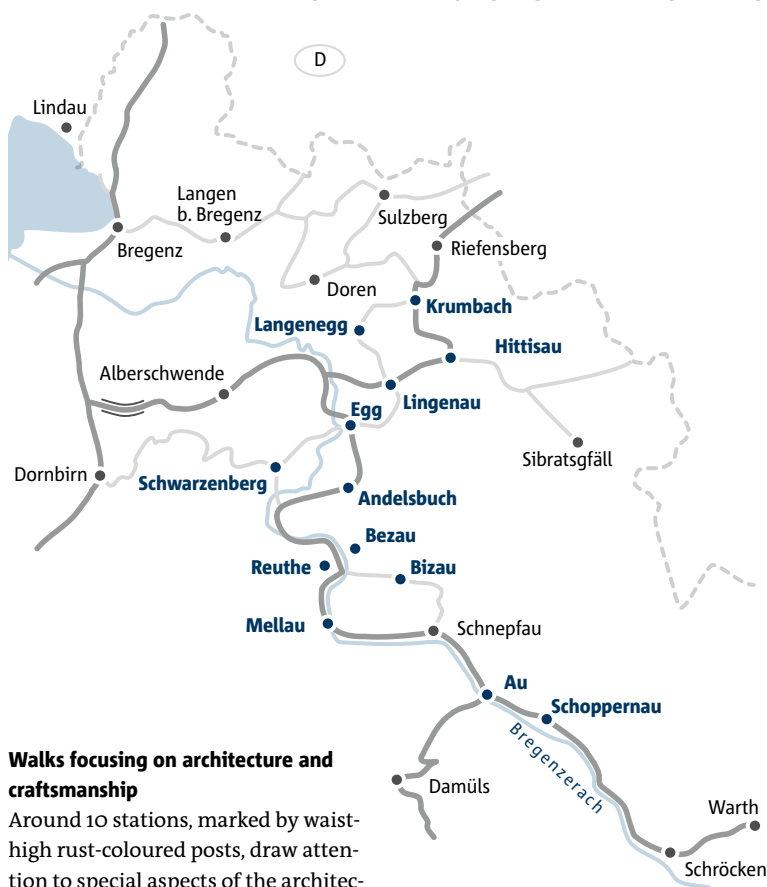 D
Lindau
Langen
b. Bregenz
Sulzberg
Bregenz
Riefensberg
Doren
Krumbach
Langenegg
Hittisau
Alberschwende
Lingenau
Egg
Sibratsgfäll
Dornbirn
Schwarzenberg
Andelsbuch
Bezau
Reuthe
Bizau
Mellau
Schnepfau
Au
Schoppernau
Bregenzerach
Damüls
Warth
Schröcken
Walks focusing on architecture and
craftsmanship
Around 10 stations, marked by waist-
high rust-coloured posts, draw atten-
tion to special aspects of the architec-